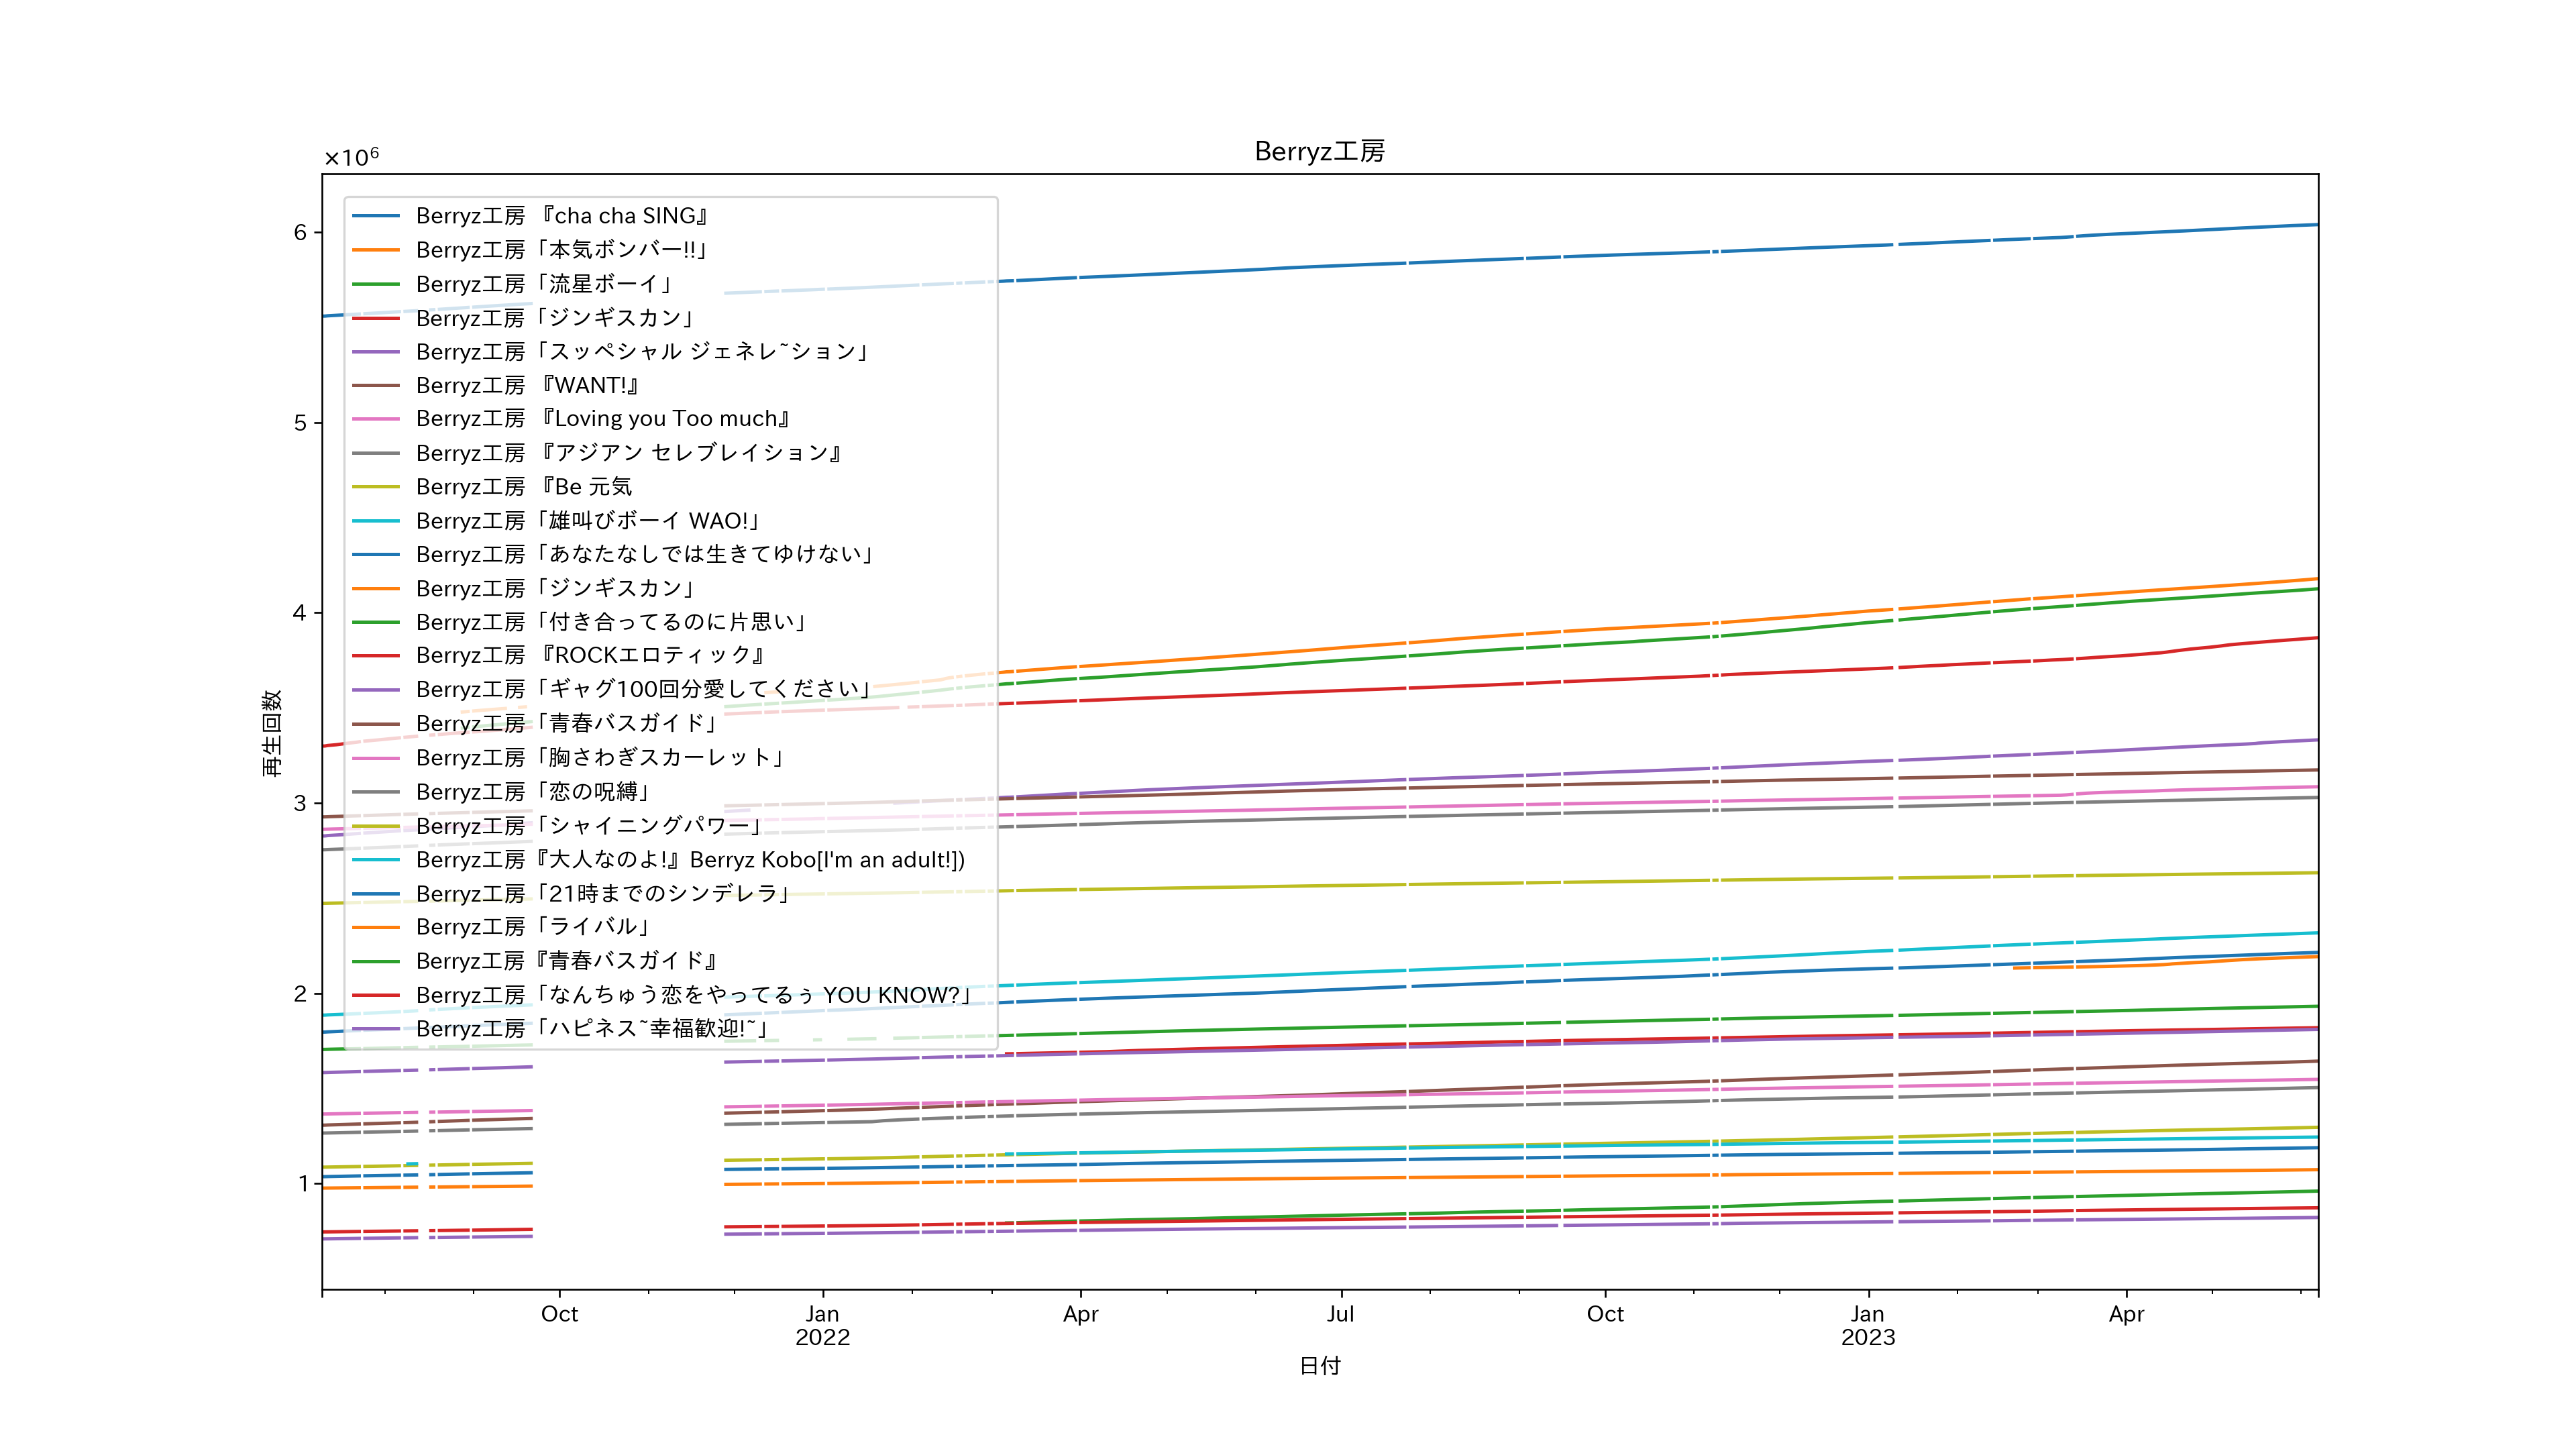 Berryz工房
×10⁶
6
5
4
3
2
1
再生回数
Berryz工房 『cha cha SING』
Berryz工房「本気ボンバー!!」
Berryz工房「流星ボーイ」
Berryz工房「ジンギスカン」
Berryz工房「スッペシャル ジェネレ~ション」
Berryz工房 『WANT!』
Berryz工房 『Loving you Too much』
Berryz工房 『アジアン セレブレイション』
Berryz工房 『Be 元気
Berryz工房「雄叫びボーイ WAO!」
Berryz工房「あなたなしでは生きてゆけない」
Berryz工房「ジンギスカン」
Berryz工房「付き合ってるのに片思い」
Berryz工房 『ROCKエロティック』
Berryz工房「ギャグ100回分愛してください」
Berryz工房「青春バスガイド」
Berryz工房「胸さわぎスカーレット」
Berryz工房「恋の呪縛」
Berryz工房「シャイニングパワー」
Berryz工房『大人なのよ!』Berryz Kobo[I'm an adult!])
Berryz工房「21時までのシンデレラ」
Berryz工房「ライバル」
Berryz工房『青春バスガイド』
Berryz工房「なんちゅう恋をやってるぅ YOU KNOW?」
Berryz工房「ハピネス~幸福歓迎!~」
Oct Jan Apr Jul Oct Jan Apr
2022 2023
日付